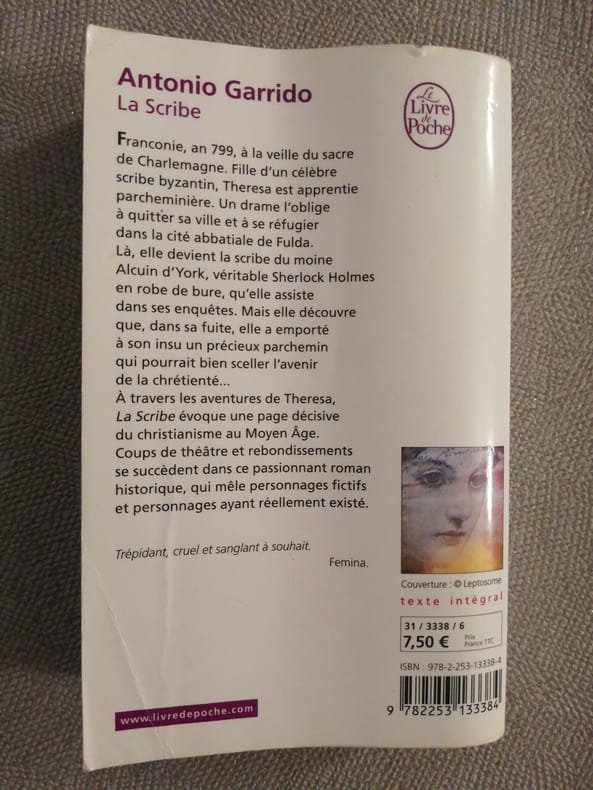 Antonio Garrido
La Scribe
Le
Livre
de
Poche
Franconie, an 799, à la veille du sacre
de Charlemagne. Fille d'un célèbre
scribe byzantin, Theresa est apprentie
parcheminière. Un drame l'oblige
à quitter sa ville et à se réfugier
dans la cité abbatiale de Fulda.
Là, elle devient la scribe du moine
Alcuin d'York, véritable Sherlock Holmes
en robe de bure, qu'elle assiste
dans ses enquêtes. Mais elle découvre
que, dans sa fuite, elle a emporté
à son insu un précieux parchemin
qui pourrait bien sceller l'avenir
de la chrétienté...
À travers les aventures de Theresa,
La Scribe évoque une page décisive
du christianisme au Moyen Âge.
Coups de théâtre et rebondissements
se succèdent dans ce passionnant roman
historique, qui mêle personnages fictifs
et personnages ayant réellement existé.
Trépidant, cruel et sanglant à souhait.
Femina.
Couverture : © Leptosome.
texte intégral
31 / 3338 / 6
7,50 €
Prix
France TTC
ISBN : 978-2-253-13338-4
9 782253 133384
www.livredepoche.com